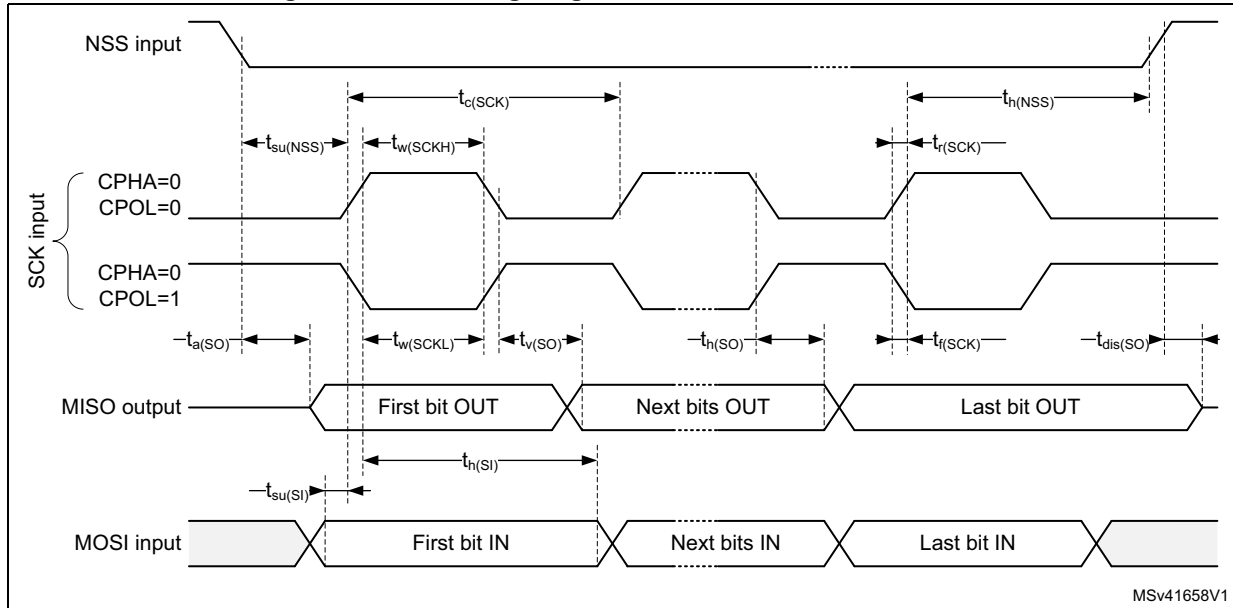 NSS input
tc(SCK)
th(NSS)
tsu(NSS)
tw(SCKH)
tr(SCK)
SCK input
CPHA=0
CPOL=0
CPHA=0
CPOL=1
ta(SO)
tw(SCKL)
tv(SO)
th(SO)
tf(SCK)
tdis(SO)
MISO output
First bit OUT
Next bits OUT
Last bit OUT
th(SI)
tsu(SI)
MOSI input
First bit IN
Next bits IN
Last bit IN
MSv41658V1